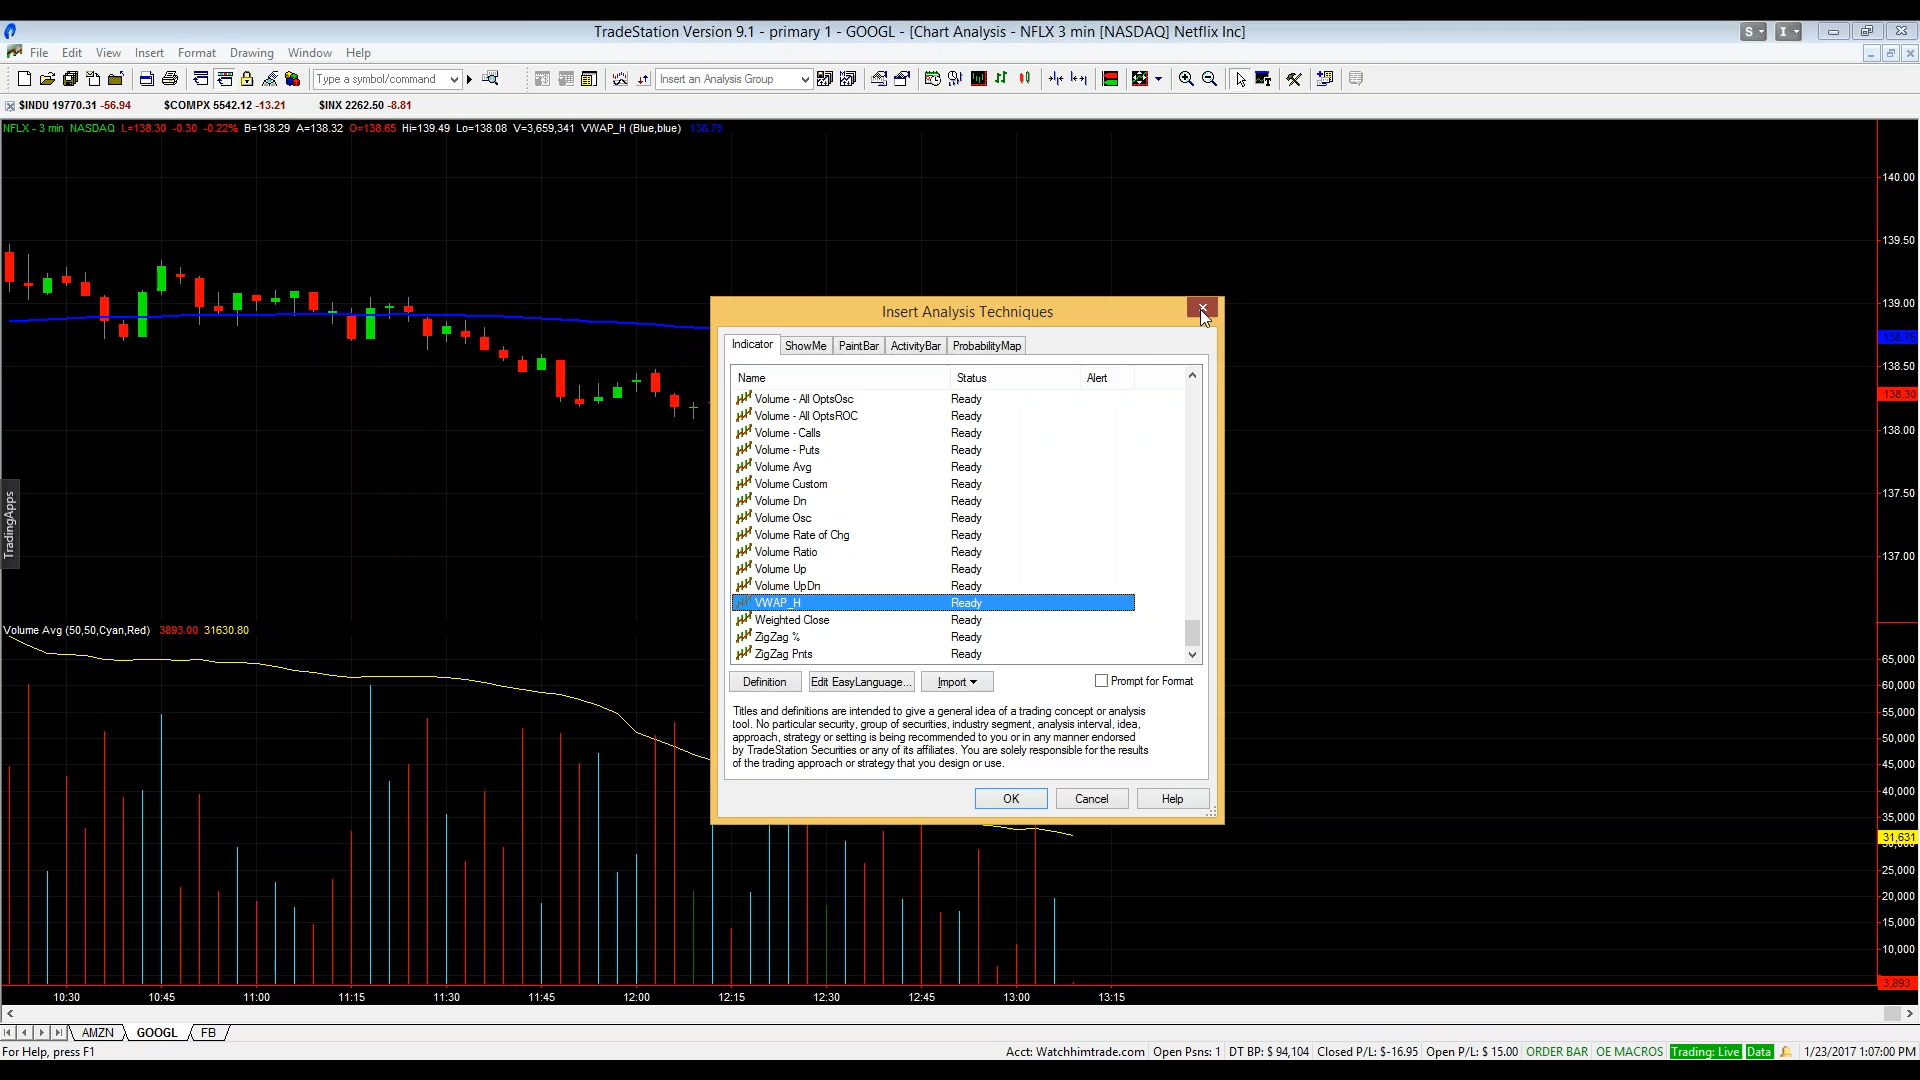 TradeStation Version 9.1 - primary 1 - GOOGL - [Chart Analysis - NFLX 3 min [NASDAQ] Netflix Inc]
S I
File Edit View Insert Format Drawing Window Help
Type a symbol/command Insert an Analysis Group
$INDU 19770.31 -56.94 $COMPX 5542.12 -13.21 $INX 2262.50 -8.81
NFLX - 3 min NASDAQ L=138.30 -0.30 -0.22% B=138.29 A=138.32 O=138.65 Hi=139.49 Lo=138.08 V=3,659,341 VWAP_H (Blue,blue) 138.75
140.00
139.50
139.00
138.75
138.50
138.30
138.00
137.50
137.00
TradingApps
Insert Analysis Techniques
Indicator ShowMe PaintBar ActivityBar ProbabilityMap
Name Status Alert
Volume - All OptsOsc Ready
Volume - All OptsROC Ready
Volume - Calls Ready
Volume - Puts Ready
Volume Avg Ready
Volume Custom Ready
Volume Dn Ready
Volume Osc Ready
Volume Rate of Chg Ready
Volume Ratio Ready
Volume Up Ready
Volume UpDn Ready
VWAP_H Ready
Weighted Close Ready
ZigZag % Ready
ZigZag Pnts Ready
Definition Edit EasyLanguage... Import Prompt for Format
Titles and definitions are intended to give a general idea of a trading concept or analysis
tool. No particular security, group of securities, industry segment, analysis interval, idea,
approach, strategy or setting is being recommended to you or in any manner endorsed
by TradeStation Securities or any of its affiliates. You are solely responsible for the results
of the trading approach or strategy that you design or use.
OK Cancel Help
Volume Avg (50,50,Cyan,Red) 3893.00 31630.80
65,000
60,000
55,000
50,000
45,000
40,000
35,000
31,631
30,000
25,000
20,000
15,000
10,000
3,893
10:30 10:45 11:00 11:15 11:30 11:45 12:00 12:15 12:30 12:45 13:00 13:15
AMZN GOOGL FB
For Help, press F1 Acct: Watchhimtrade.com Open Psns: 1 DT BP: $ 94,104 Closed P/L: $-16.95 Open P/L: $ 15.00 ORDER BAR OE MACROS Trading: Live Data 1/23/2017 1:07:00 PM